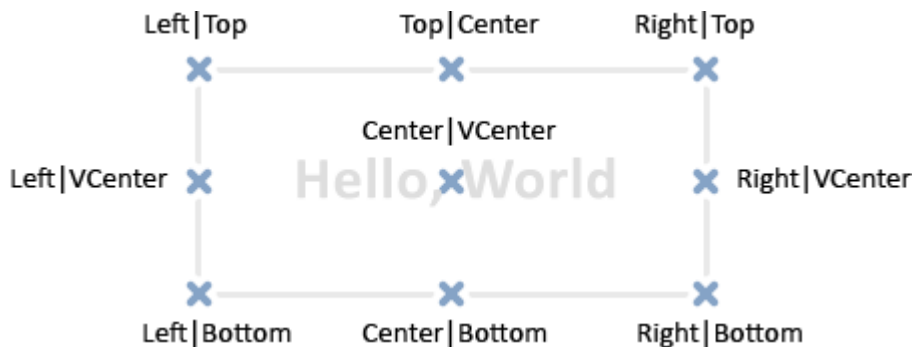 Left|Top Top|Center Right|Top
Center|VCenter
Left|VCenter Hello, World Right|VCenter
Left|Bottom Center|Bottom Right|Bottom